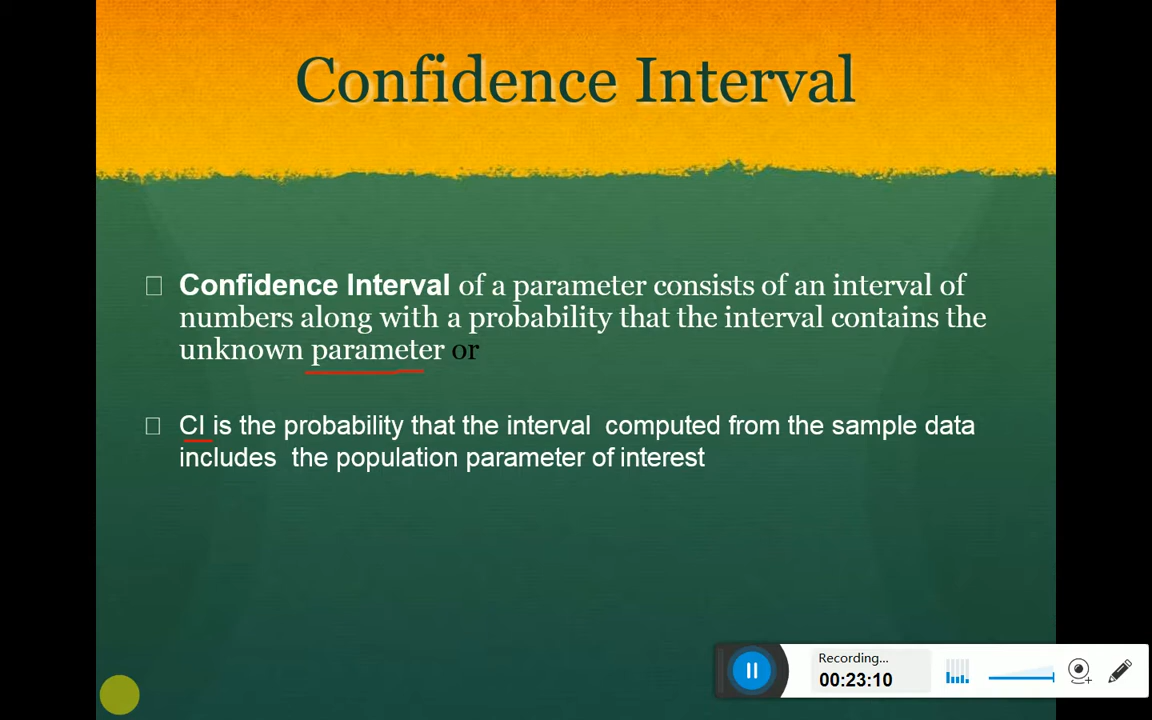 Confidence Interval
Confidence Interval of a parameter consists of an interval of
numbers along with a probability that the interval contains the
unknown parameter or
CI is the probability that the interval computed from the sample data
includes the population parameter of interest
Recording...
00:23:10